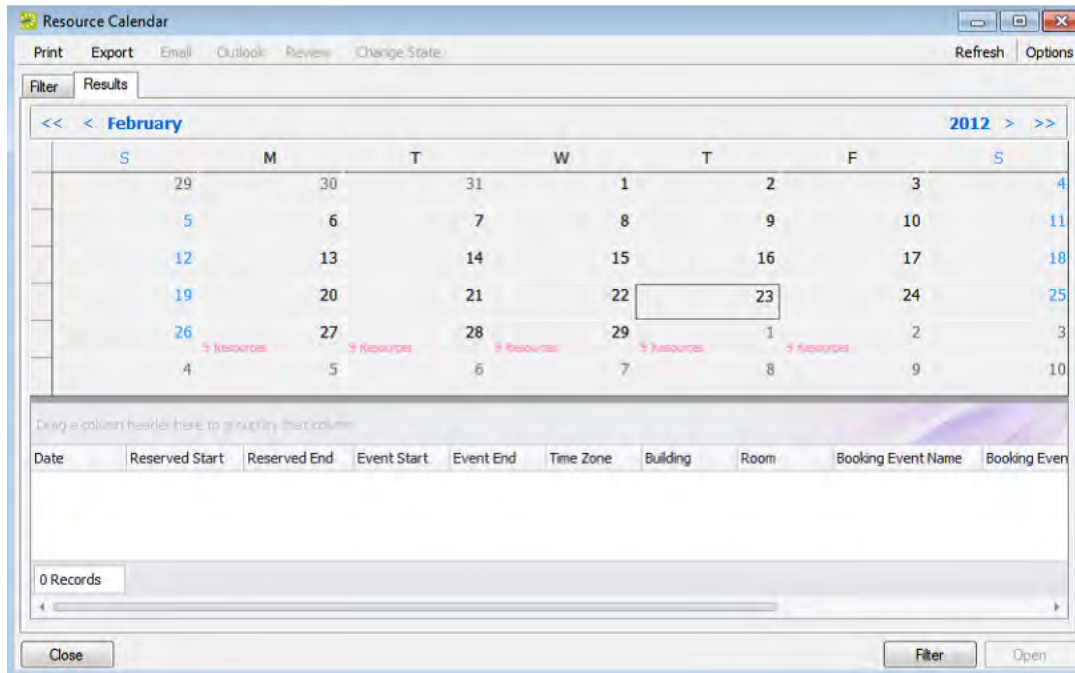 Resource Calendar
Print Export Email Outlook Review Change State Refresh Options
Filter Results
<< < February 2012 > >>
S M T W T F S
29 30 31 1 2 3 4
5 6 7 8 9 10 11
12 13 14 15 16 17 18
19 20 21 22 23 24 25
26 27 28 29 1 2 3
9 Resources 9 Resources 9 Resources 9 Resources 9 Resources
4 5 6 7 8 9 10
Drag a column header here to group by that column
Date Reserved Start Reserved End Event Start Event End Time Zone Building Room Booking Event Name Booking Even
0 Records
Close Filter Open